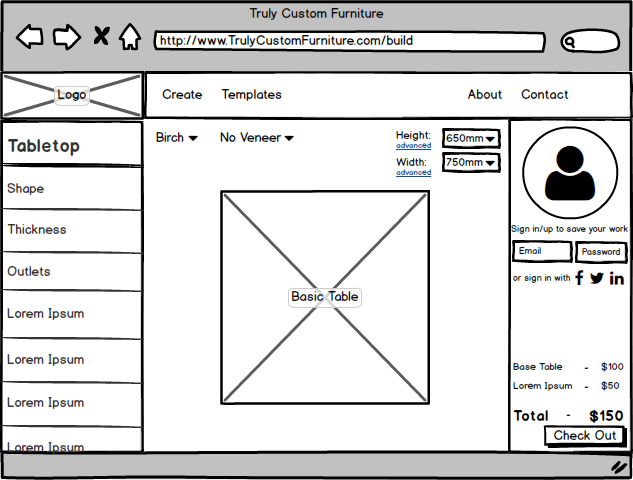 Truly Custom Furniture
http://www.TrulyCustomFurniture.com/build
Logo
Create Templates About Contact
Tabletop
Shape
Thickness
Outlets
Lorem Ipsum
Lorem Ipsum
Lorem Ipsum
Lorem Ipsum
Birch No Veneer
Height: 650mm
advanced
Width: 750mm
advanced
Basic Table
Sign in/up to save your work
Email Password
or sign in with
Base Table - $100
Lorem Ipsum - $50
Total - $150
Check Out